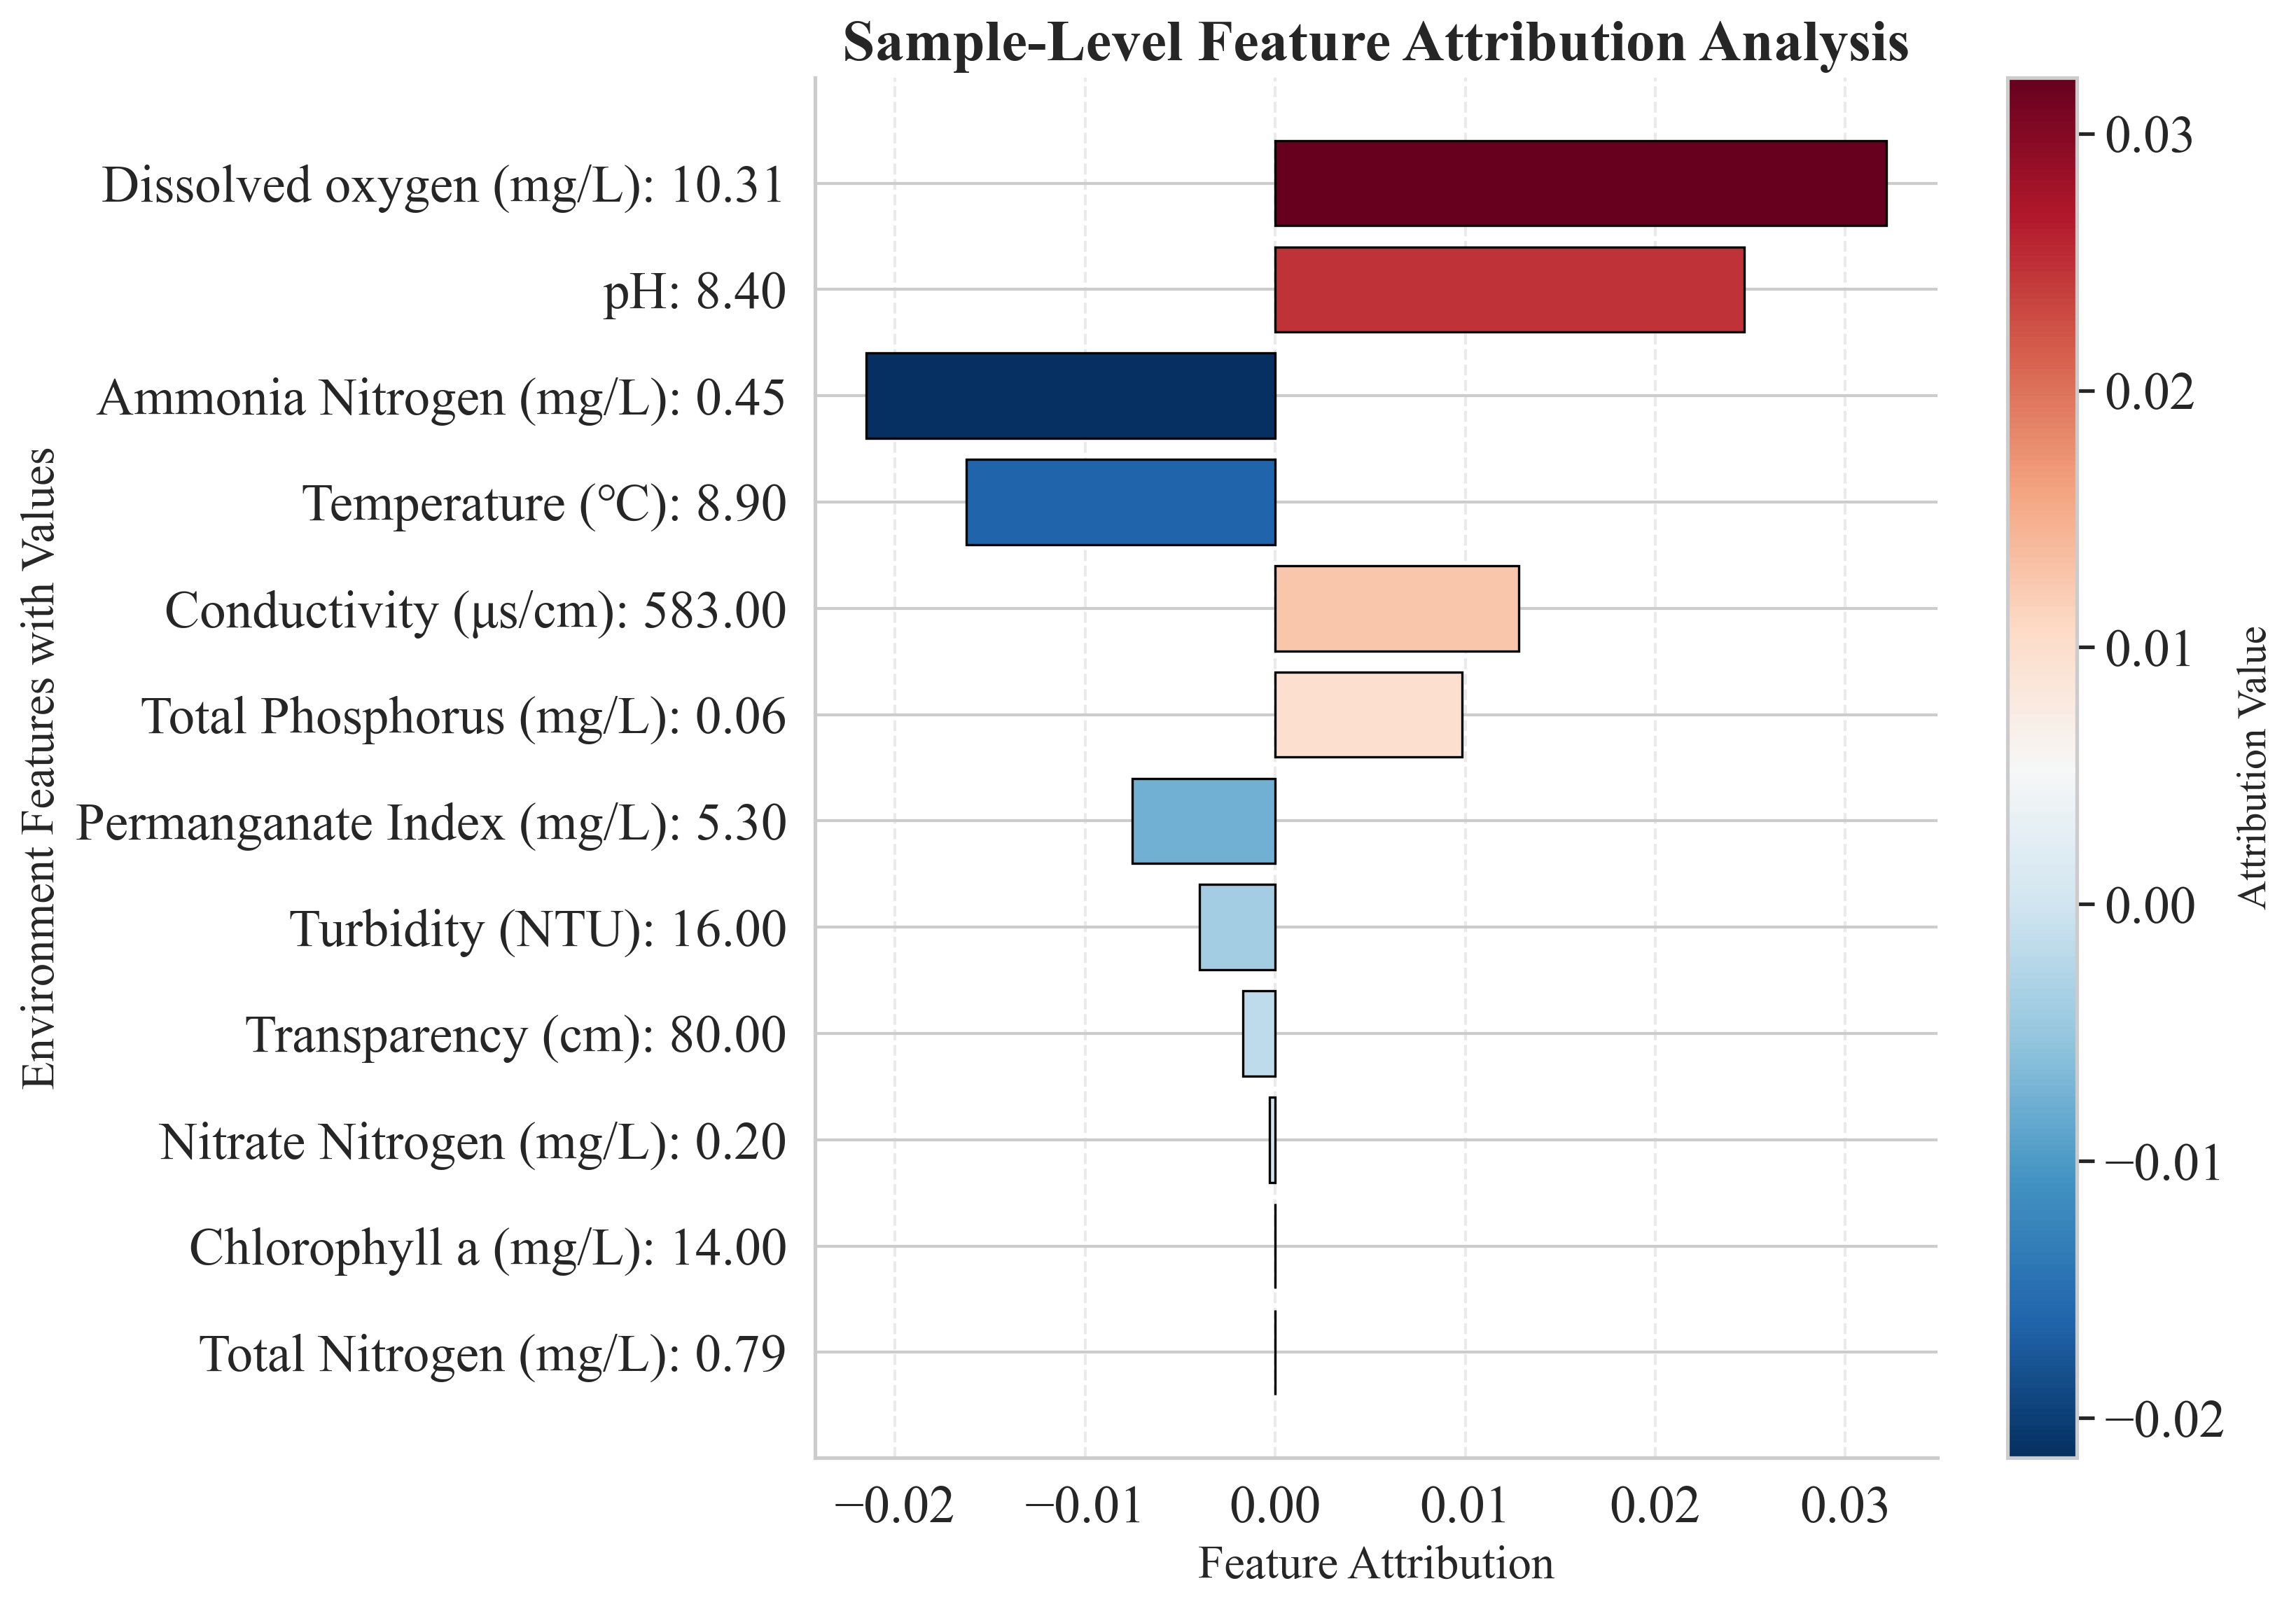 Sample-Level Feature Attribution Analysis
Environment Features with Values
Dissolved oxygen (mg/L): 10.31
pH: 8.40
Ammonia Nitrogen (mg/L): 0.45
Temperature (°C): 8.90
Conductivity (μs/cm): 583.00
Total Phosphorus (mg/L): 0.06
Permanganate Index (mg/L): 5.30
Turbidity (NTU): 16.00
Transparency (cm): 80.00
Nitrate Nitrogen (mg/L): 0.20
Chlorophyll a (mg/L): 14.00
Total Nitrogen (mg/L): 0.79
−0.02 −0.01 0.00 0.01 0.02 0.03
Feature Attribution
0.03
0.02
0.01
0.00
−0.01
−0.02
Attribution Value